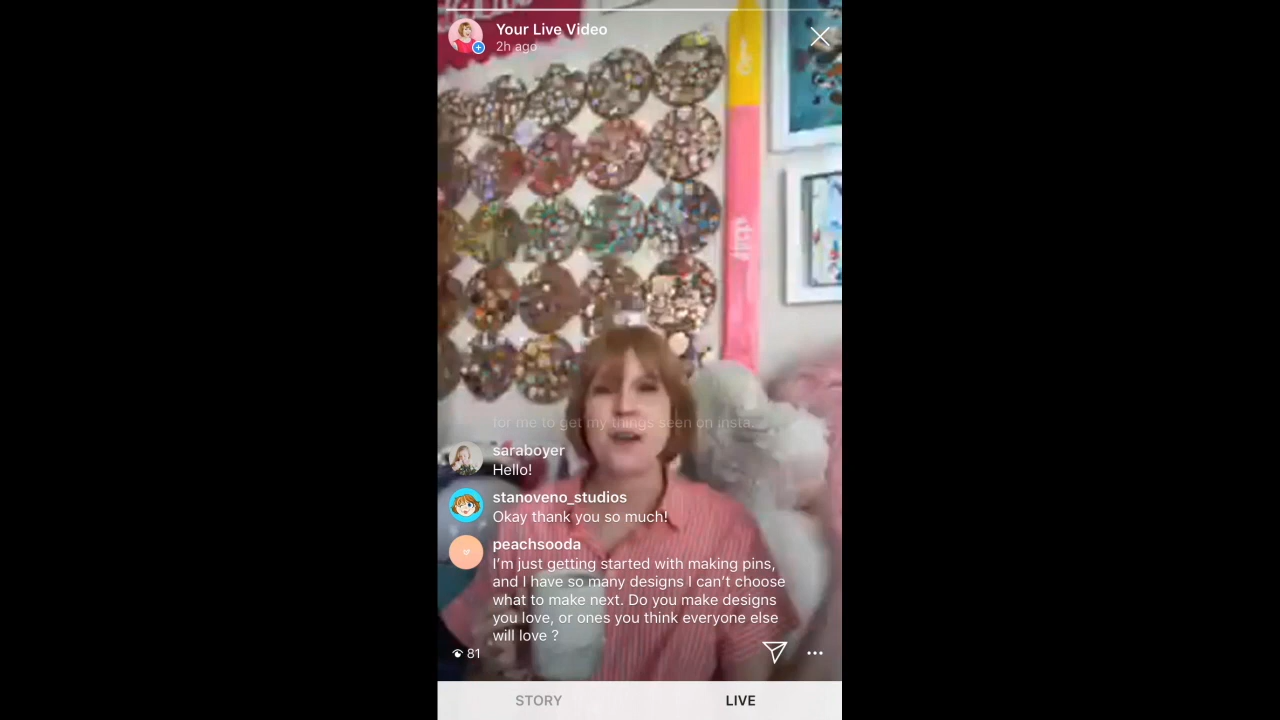 Your Live Video
2h ago
for me to get my things seen on insta.
saraboyer
Hello!
stanoveno_studios
Okay thank you so much!
peachsooda
I’m just getting started with making pins,
and I have so many designs I can’t choose
what to make next. Do you make designs
you love, or ones you think everyone else
will love ?
81
STORY
LIVE